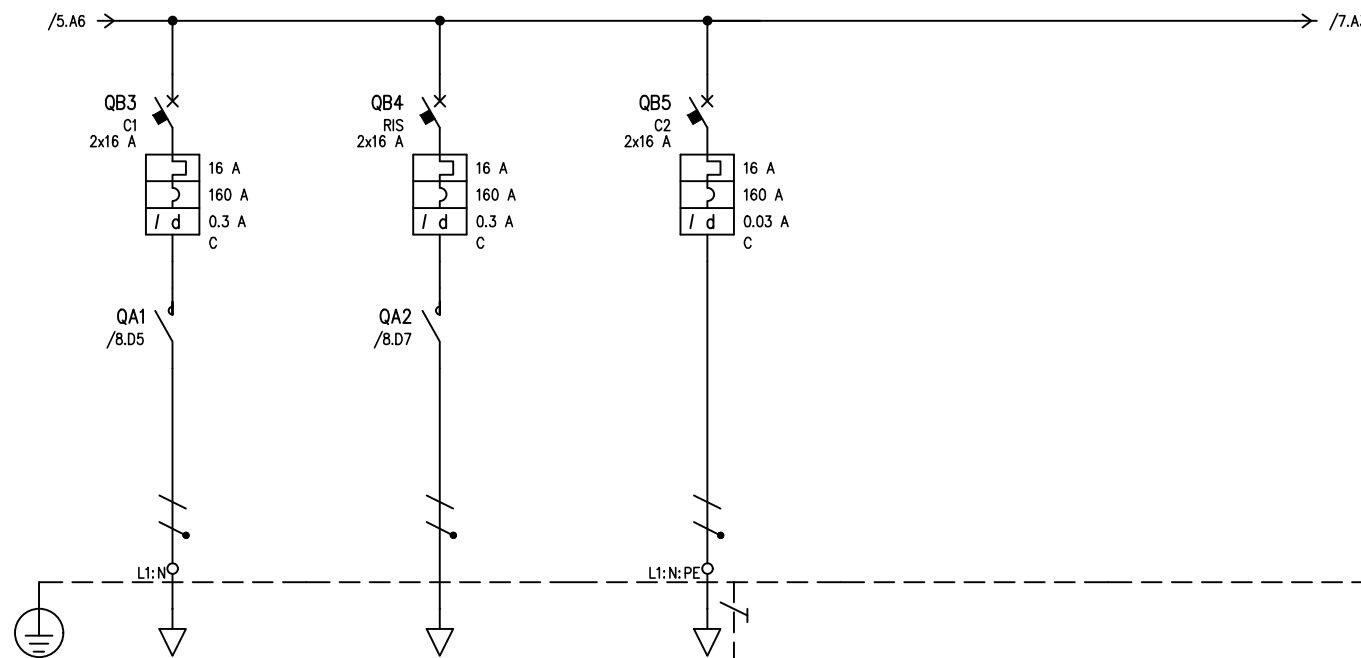 /5.A6
/7.A3
QB3
C1
2x16 A
16 A
160 A
I d
0.3 A
C
QB4
RIS
2x16 A
16 A
160 A
I d
0.3 A
C
QB5
C2
2x16 A
16 A
160 A
I d
0.03 A
C
QA1
/8.D5
QA2
/8.D7
L1:N
L1:N:PE